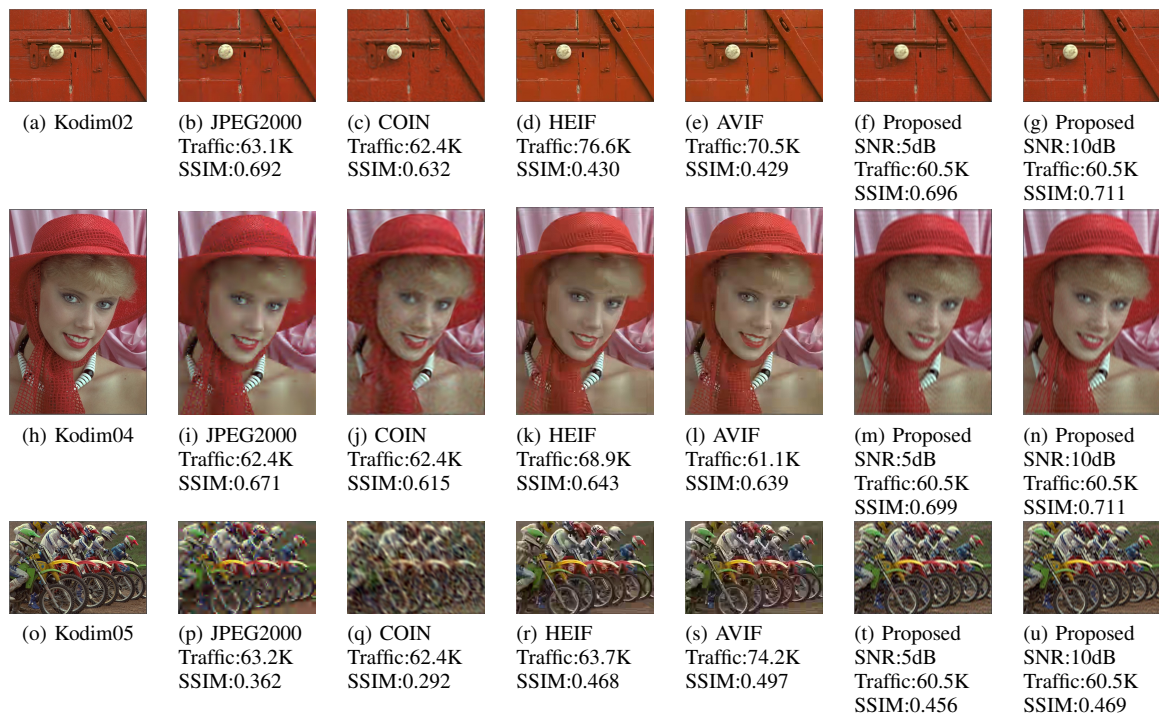 (a) Kodim02
(b) JPEG2000
Traffic:63.1K
SSIM:0.692
(c) COIN
Traffic:62.4K
SSIM:0.632
(d) HEIF
Traffic:76.6K
SSIM:0.430
(e) AVIF
Traffic:70.5K
SSIM:0.429
(f) Proposed
SNR:5dB
Traffic:60.5K
SSIM:0.696
(g) Proposed
SNR:10dB
Traffic:60.5K
SSIM:0.711
(h) Kodim04
(i) JPEG2000
Traffic:62.4K
SSIM:0.671
(j) COIN
Traffic:62.4K
SSIM:0.615
(k) HEIF
Traffic:68.9K
SSIM:0.643
(l) AVIF
Traffic:61.1K
SSIM:0.639
(m) Proposed
SNR:5dB
Traffic:60.5K
SSIM:0.699
(n) Proposed
SNR:10dB
Traffic:60.5K
SSIM:0.711
(o) Kodim05
(p) JPEG2000
Traffic:63.2K
SSIM:0.362
(q) COIN
Traffic:62.4K
SSIM:0.292
(r) HEIF
Traffic:63.7K
SSIM:0.468
(s) AVIF
Traffic:74.2K
SSIM:0.497
(t) Proposed
SNR:5dB
Traffic:60.5K
SSIM:0.456
(u) Proposed
SNR:10dB
Traffic:60.5K
SSIM:0.469